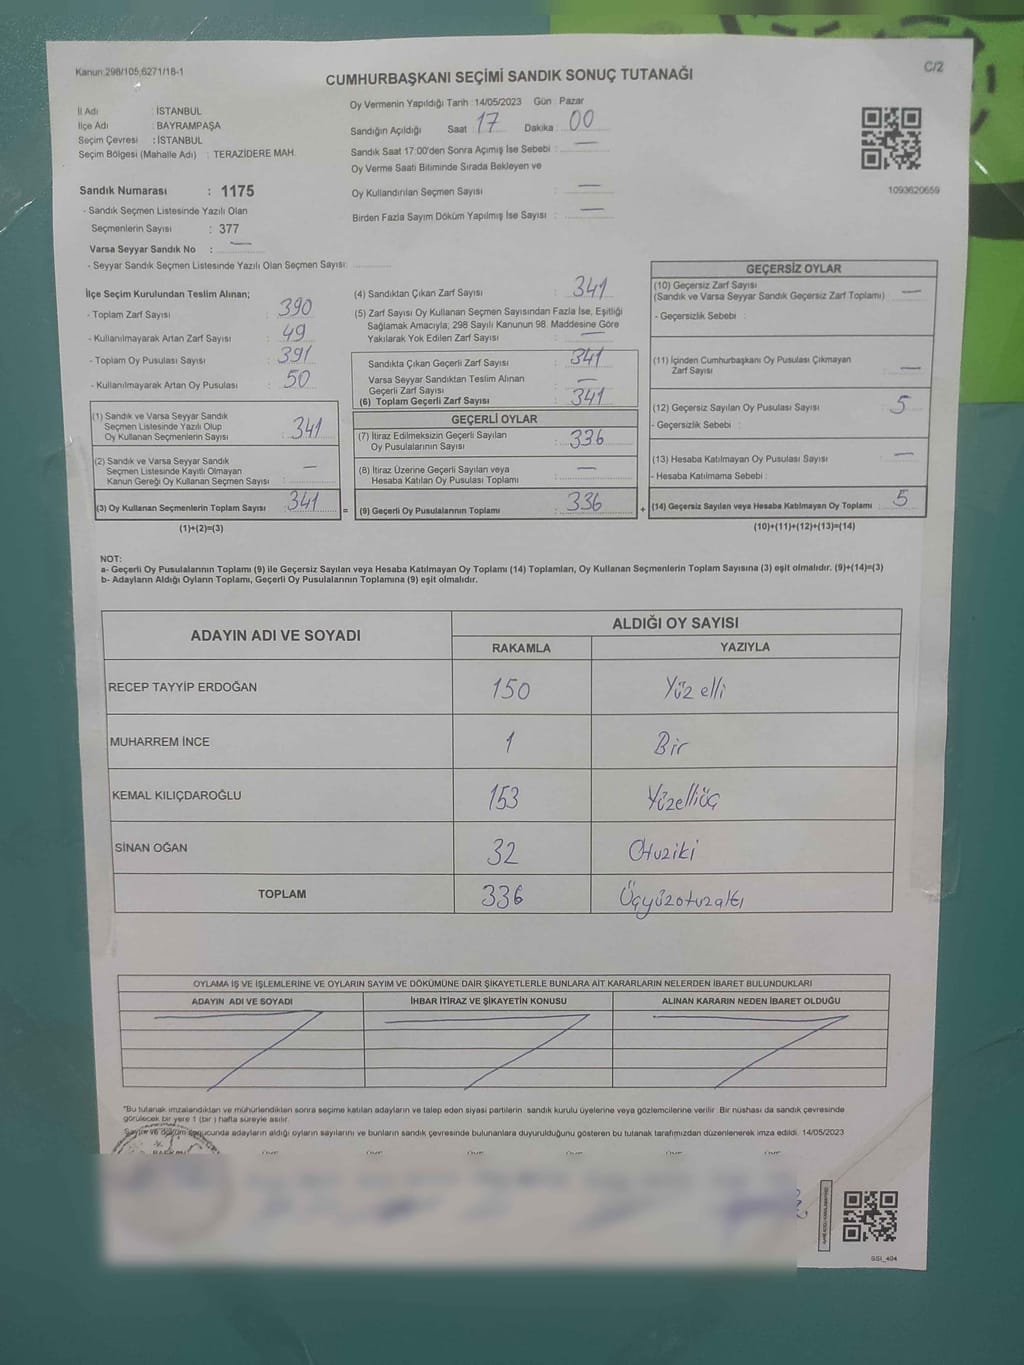 Kanun:298/105,6271/18-1
C/2
CUMHURBAŞKANI SEÇİMİ SANDIK SONUÇ TUTANAĞI
İl Adı : İSTANBUL
İlçe Adı : BAYRAMPAŞA
Seçim Çevresi : İSTANBUL
Seçim Bölgesi (Mahalle Adı) : TERAZİDERE MAH.
Oy Vermenin Yapıldığı Tarih : 14/05/2023 Gün : Pazar
Sandığın Açıldığı Saat : 17 Dakika : 00
Sandık Saat 17:00'den Sonra Açımış İse Sebebi : —
Oy Verme Saati Bitiminde Sırada Bekleyen ve
Oy Kullandırılan Seçmen Sayısı : —
Birden Fazla Sayım Döküm Yapılmış İse Sayısı : —
1093620659
Sandık Numarası : 1175
- Sandık Seçmen Listesinde Yazılı Olan
Seçmenlerin Sayısı : 377
Varsa Seyyar Sandık No : —
- Seyyar Sandık Seçmen Listesinde Yazılı Olan Seçmen Sayısı:
İlçe Seçim Kurulundan Teslim Alınan;
- Toplam Zarf Sayısı : 390
- Kullanılmayarak Artan Zarf Sayısı : 49
- Toplam Oy Pusulası Sayısı : 391
- Kullanılmayarak Artan Oy Pusulası : 50
(1) Sandık ve Varsa Seyyar Sandık
Seçmen Listesinde Yazılı Olup
Oy Kullanan Seçmenlerin Sayısı : 341
(2) Sandık ve Varsa Seyyar Sandık
Seçmen Listesinde Kayıtlı Olmayan
Kanun Gereği Oy Kullanan Seçmen Sayısı : —
(3) Oy Kullanan Seçmenlerin Toplam Sayısı : 341
(1)+(2)=(3)
=
(4) Sandıktan Çıkan Zarf Sayısı : 341
(5) Zarf Sayısı Oy Kullanan Seçmen Sayısından Fazla İse, Eşitliği
Sağlamak Amacıyla; 298 Sayılı Kanunun 98. Maddesine Göre
Yakılarak Yok Edilen Zarf Sayısı : —
Sandıkta Çıkan Geçerli Zarf Sayısı : 341
Varsa Seyyar Sandıktan Teslim Alınan
Geçerli Zarf Sayısı : —
(6) Toplam Geçerli Zarf Sayısı : 341
GEÇERLİ OYLAR
(7) İtiraz Edilmeksizin Geçerli Sayılan
Oy Pusulalarının Sayısı : 336
(8) İtiraz Üzerine Geçerli Sayılan veya
Hesaba Katılan Oy Pusulası Toplamı : —
(9) Geçerli Oy Pusulalarının Toplamı : 336
+
GEÇERSİZ OYLAR
(10) Geçersiz Zarf Sayısı
(Sandık ve Varsa Seyyar Sandık Geçersiz Zarf Toplamı) : —
- Geçersizlik Sebebi :
(11) İçinden Cumhurbaşkanı Oy Pusulası Çıkmayan
Zarf Sayısı : —
(12) Geçersiz Sayılan Oy Pusulası Sayısı : 5
- Geçersizlik Sebebi :
(13) Hesaba Katılmayan Oy Pusulası Sayısı : —
- Hesaba Katılmama Sebebi :
(14) Geçersiz Sayılan veya Hesaba Katılmayan Oy Toplamı : 5
(10)+(11)+(12)+(13)=(14)
NOT:
a- Geçerli Oy Pusulalarının Toplamı (9) ile Geçersiz Sayılan veya Hesaba Katılmayan Oy Toplamı (14) Toplamları, Oy Kullanan Seçmenlerin Toplam Sayısına (3) eşit olmalıdır. (9)+(14)=(3)
b- Adayların Aldığı Oyların Toplamı, Geçerli Oy Pusulalarının Toplamına (9) eşit olmalıdır.
ADAYIN ADI VE SOYADI
ALDIĞI OY SAYISI
RAKAMLA YAZIYLA
RECEP TAYYİP ERDOĞAN 150 Yüz elli
MUHARREM İNCE 1 Bir
KEMAL KILIÇDAROĞLU 153 Yüzelliüç
SİNAN OĞAN 32 Otuziki
TOPLAM 336 Üçyüzotuzaltı
OYLAMA İŞ VE İŞLEMLERİNE VE OYLARIN SAYIM VE DÖKÜMÜNE DAİR ŞİKAYETLERLE BUNLARA AİT KARARLARIN NELERDEN İBARET BULUNDUKLARI
ADAYIN ADI VE SOYADI İHBAR İTİRAZ VE ŞİKAYETİN KONUSU ALINAN KARARIN NEDEN İBARET OLDUĞU
"Bu tutanak imzalandıktan ve mühürlendikten sonra seçime katılan adayların ve talep eden siyasi partilerin sandık kurulu üyelerine veya gözlemcilerine verilir. Bir nüshası da sandık çevresinde
görülecek bir yere 1 (bir ) hafta süreyle asılır.
Sayım ve döküm sonucunda adayların aldığı oyların sayılarını ve bunların sandık çevresinde bulunanlara duyurulduğunu gösteren bu tutanak tarafımızdan düzenlenerek imza edildi. 14/05/2023
SSI_404